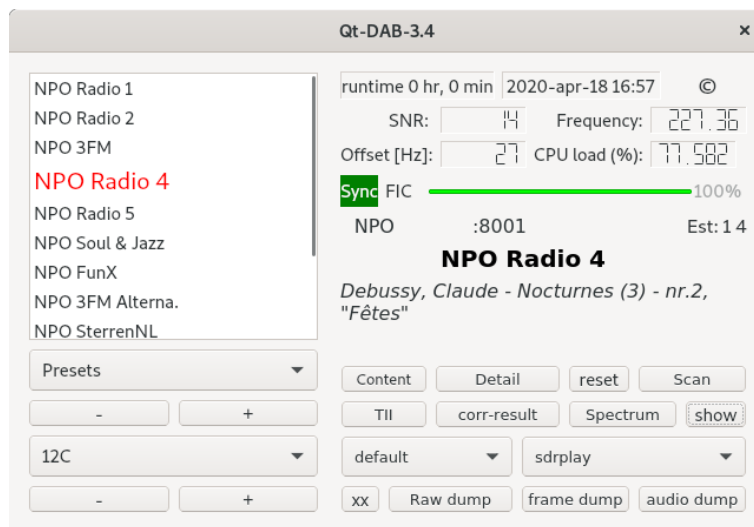 Qt-DAB-3.4 ×
NPO Radio 1
NPO Radio 2
NPO 3FM
NPO Radio 4
NPO Radio 5
NPO Soul & Jazz
NPO FunX
NPO 3FM Alterna.
NPO SterrenNL
Presets
- +
12C
- +
runtime 0 hr, 0 min 2020-apr-18 16:57 ©
SNR: 14 Frequency: 227.36
Offset [Hz]: 27 CPU load (%): 77.582
Sync FIC 100%
NPO :8001 Est: 1 4
NPO Radio 4
Debussy, Claude - Nocturnes (3) - nr.2,
"Fêtes"
Content Detail reset Scan
TII corr-result Spectrum show
default sdrplay
xx Raw dump frame dump audio dump